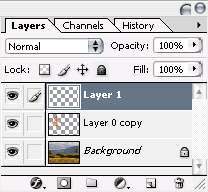 Layers Channels History
Normal Opacity: 100%
Lock: Fill: 100%
Layer 1
Layer 0 copy
Background